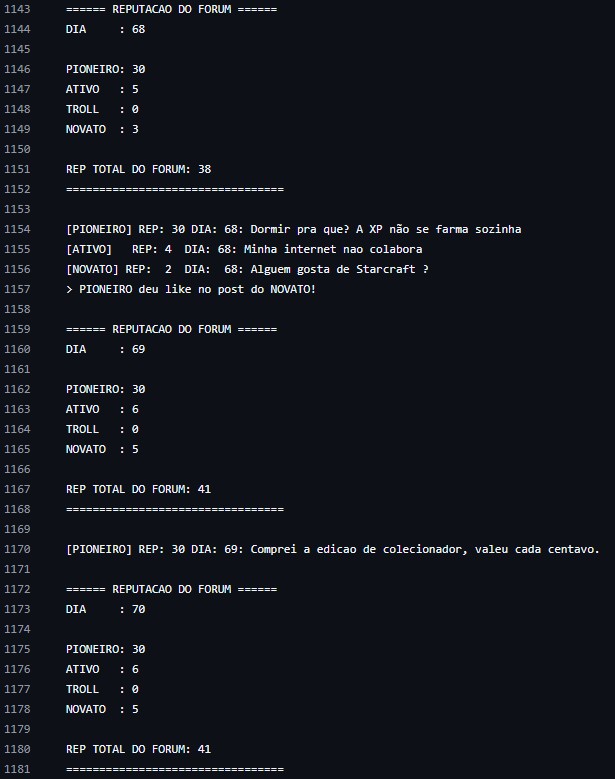 1143 ====== REPUTACAO DO FORUM ======
1144 DIA     : 68
1145
1146 PIONEIRO: 30
1147 ATIVO   : 5
1148 TROLL   : 0
1149 NOVATO  : 3
1150
1151 REP TOTAL DO FORUM: 38
1152 =================================
1153
1154 [PIONEIRO] REP: 30 DIA: 68: Dormir pra que? A XP não se farma sozinha
1155 [ATIVO]   REP: 4  DIA: 68: Minha internet nao colabora
1156 [NOVATO] REP:  2  DIA:  68: Alguem gosta de Starcraft ?
1157 > PIONEIRO deu like no post do NOVATO!
1158
1159 ====== REPUTACAO DO FORUM ======
1160 DIA     : 69
1161
1162 PIONEIRO: 30
1163 ATIVO   : 6
1164 TROLL   : 0
1165 NOVATO  : 5
1166
1167 REP TOTAL DO FORUM: 41
1168 =================================
1169
1170 [PIONEIRO] REP: 30 DIA: 69: Comprei a edicao de colecionador, valeu cada centavo.
1171
1172 ====== REPUTACAO DO FORUM ======
1173 DIA     : 70
1174
1175 PIONEIRO: 30
1176 ATIVO   : 6
1177 TROLL   : 0
1178 NOVATO  : 5
1179
1180 REP TOTAL DO FORUM: 41
1181 =================================